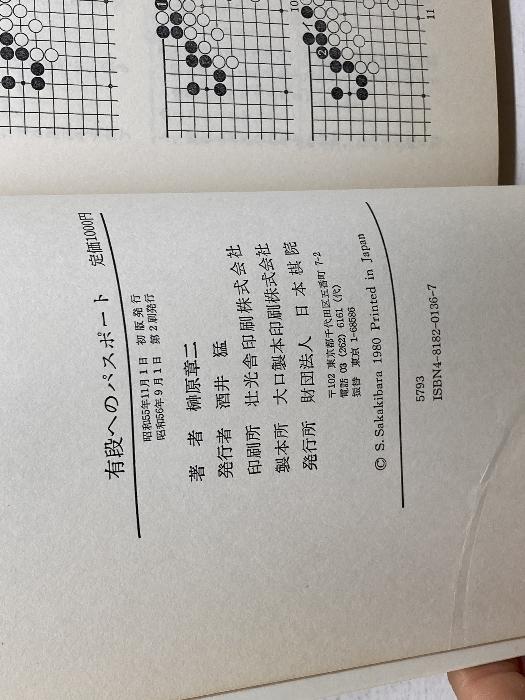 有段へのパスポート 定価1000円
昭和55年11月1日 初版発行
昭和56年9月1日 第2刷発行
著者 榊原章二
発行者 酒井猛
印刷所 壮光舎印刷株式会社
製本所 大口製本印刷株式会社
発行所 財団法人 日本棋院
〒102 東京都千代田区五番町7-2
電話 03 (262) 6161 (代)
振替 東京 1-68586
© S.Sakakibara 1980 Printed in Japan
5793
ISBN4-8182-0136-7
10
11